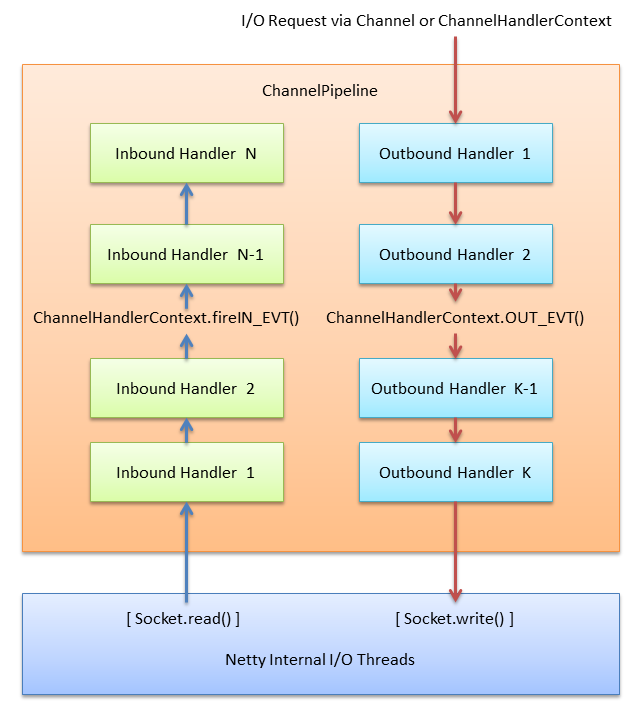 I/O Request via Channel or ChannelHandlerContext
ChannelPipeline
Inbound Handler N
Outbound Handler 1
Inbound Handler N-1
Outbound Handler 2
ChannelHandlerContext.fireIN_EVT()
ChannelHandlerContext.OUT_EVT()
Inbound Handler 2
Outbound Handler K-1
Inbound Handler 1
Outbound Handler K
[ Socket.read() ]
[ Socket.write() ]
Netty Internal I/O Threads